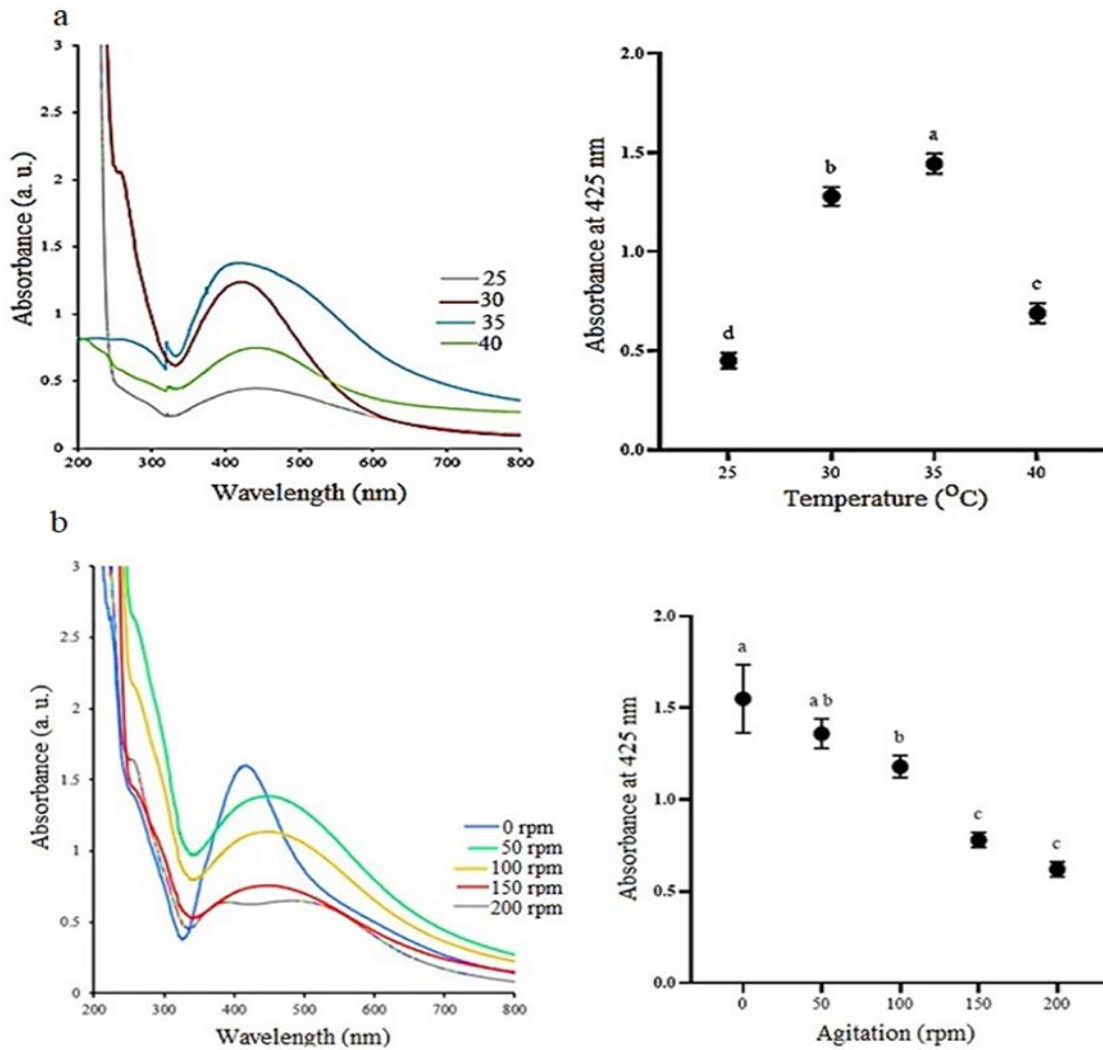 a
3
2.5
2
1.5
1
0.5
0
200 300 400 500 600 700 800
Absorbance (a. u.)
Wavelength (nm)
25
30
35
40
2.0
1.5
1.0
0.5
0.0
25 30 35 40
Absorbance at 425 nm
Temperature (OC)
d
b
a
c
b
3
2.5
2
1.5
1
0.5
0
200 300 400 500 600 700 800
Absorbance (a. u.)
Wavelength (nm)
0 rpm
50 rpm
100 rpm
150 rpm
200 rpm
2.0
1.5
1.0
0.5
0.0
0 50 100 150 200
Absorbance at 425 nm
Agitation (rpm)
a
a b
b
c
c